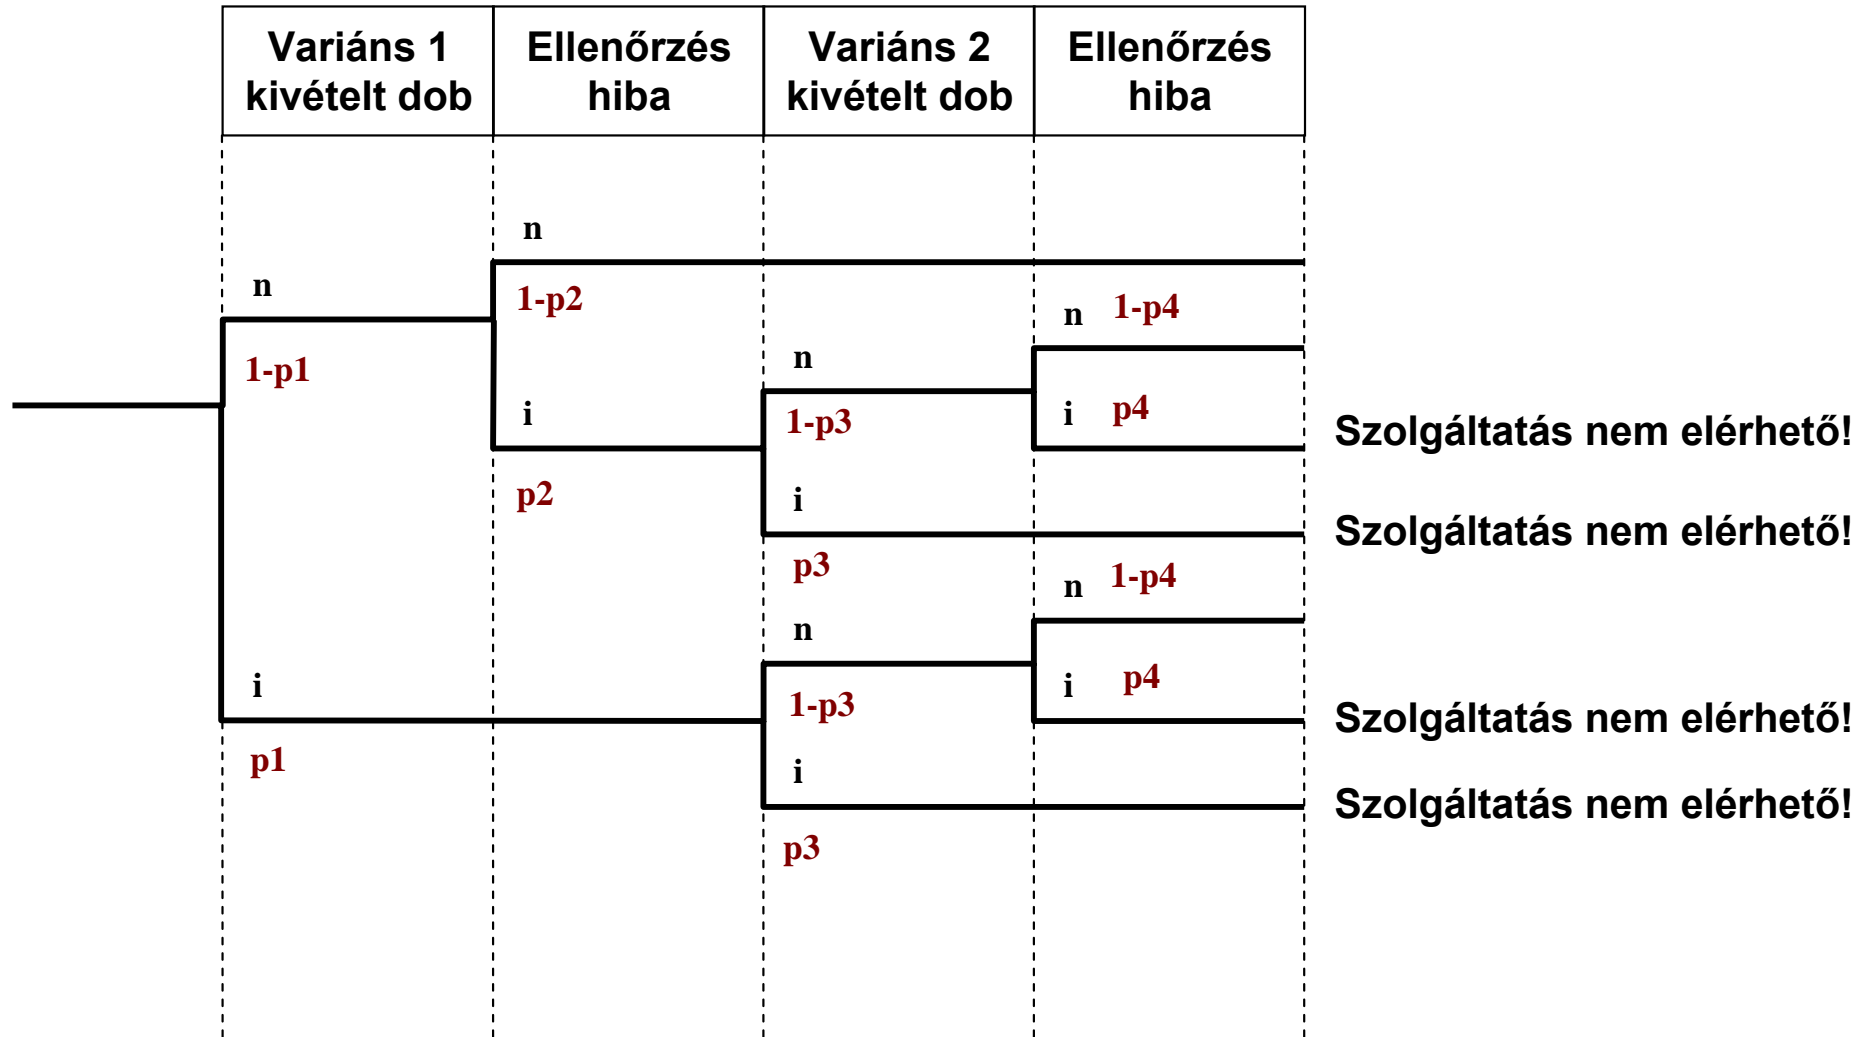 Variáns 1
kivételt dob
Ellenőrzés
hiba
Variáns 2
kivételt dob
Ellenőrzés
hiba
n
n
1-p2
n 1-p4
1-p1
n
1-p3
i
i p4
Szolgáltatás nem elérhető!
p2
i
Szolgáltatás nem elérhető!
p3
n 1-p4
n
i
1-p3
i p4
Szolgáltatás nem elérhető!
p1
i
Szolgáltatás nem elérhető!
p3